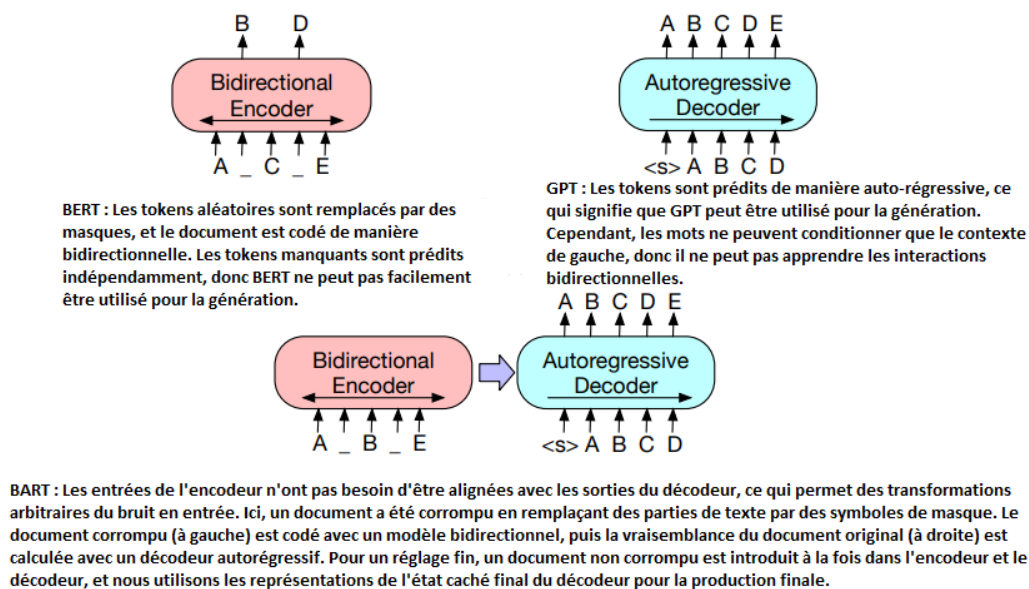 B D
Bidirectional
Encoder
A _ C _ E
BERT : Les tokens aléatoires sont remplacés par des
masques, et le document est codé de manière
bidirectionnelle. Les tokens manquants sont prédits
indépendamment, donc BERT ne peut pas facilement
être utilisé pour la génération.
A B C D E
Autoregressive
Decoder
<s> A B C D
GPT : Les tokens sont prédits de manière auto-régressive, ce
qui signifie que GPT peut être utilisé pour la génération.
Cependant, les mots ne peuvent conditionner que le contexte
de gauche, donc il ne peut pas apprendre les interactions
bidirectionnelles.
Bidirectional
Encoder
A _ B _ E
A B C D E
Autoregressive
Decoder
<s> A B C D
BART : Les entrées de l'encodeur n'ont pas besoin d'être alignées avec les sorties du décodeur, ce qui permet des transformations
arbitraires du bruit en entrée. Ici, un document a été corrompu en remplaçant des parties de texte par des symboles de masque. Le
document corrompu (à gauche) est codé avec un modèle bidirectionnel, puis la vraisemblance du document original (à droite) est
calculée avec un décodeur autorégressif. Pour un réglage fin, un document non corrompu est introduit à la fois dans l'encodeur et le
décodeur, et nous utilisons les représentations de l'état caché final du décodeur pour la production finale.